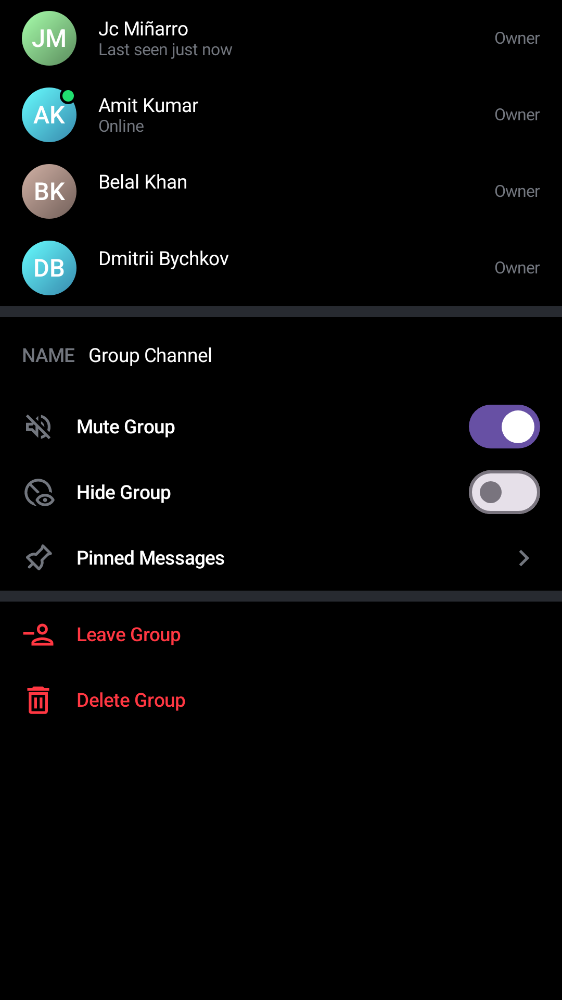 JM
Jc Miñarro
Last seen just now
Owner
AK
Amit Kumar
Online
Owner
BK
Belal Khan
Owner
DB
Dmitrii Bychkov
Owner
NAME Group Channel
Mute Group
Hide Group
Pinned Messages
Leave Group
Delete Group